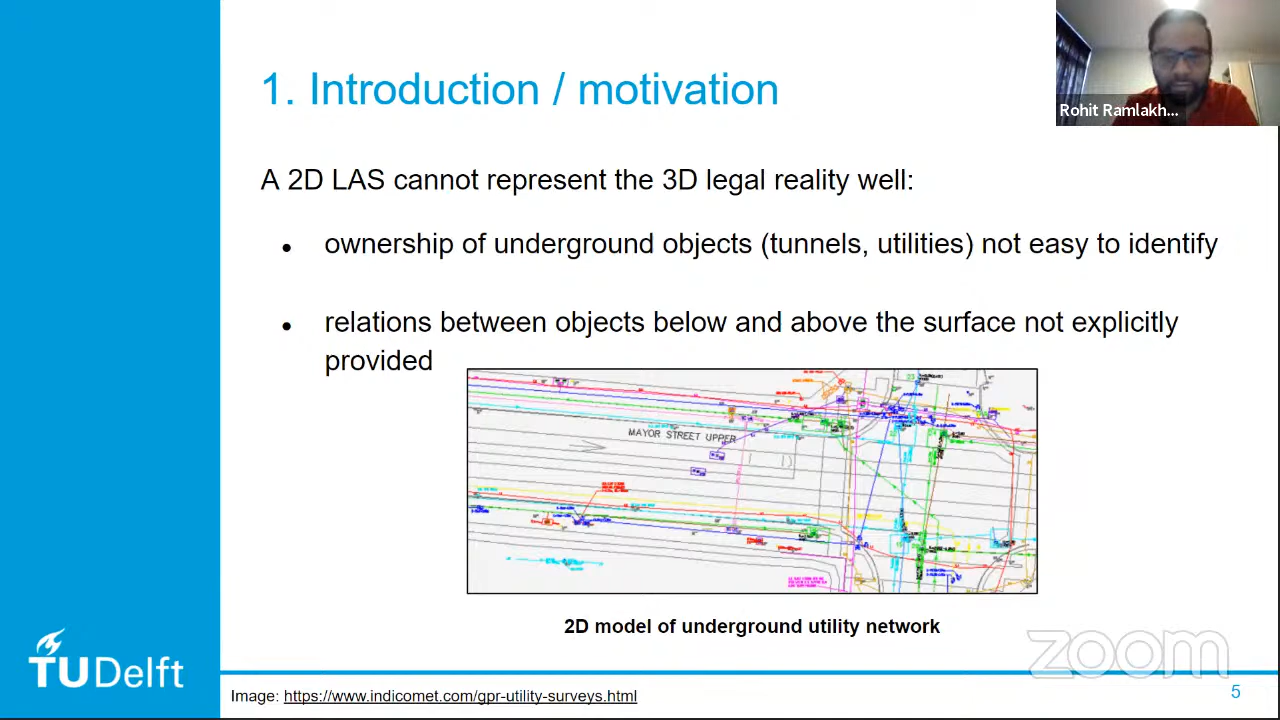 1. Introduction / motivation
Rohit Ramlakh...
A 2D LAS cannot represent the 3D legal reality well:
• ownership of underground objects (tunnels, utilities) not easy to identify
• relations between objects below and above the surface not explicitly
provided
MAYOR STREET UPPER
2D model of underground utility network
zoom
TUDelft
Image: https://www.indicomet.com/gpr-utility-surveys.html
5